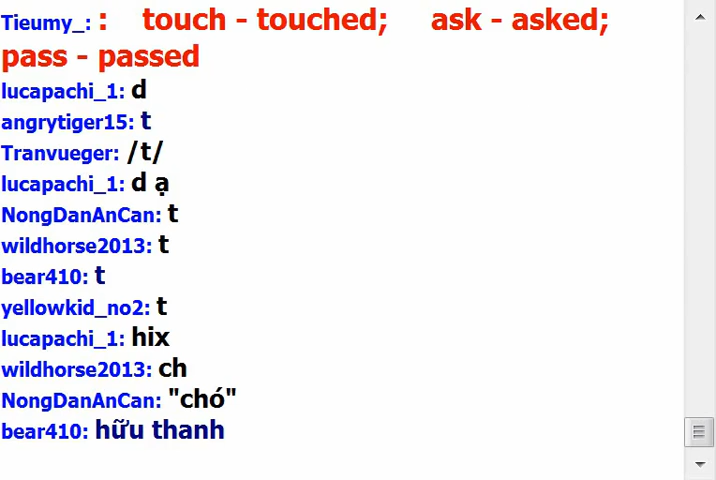 Tieumy_: : touch - touched; ask - asked;
pass - passed
lucapachi_1: d
angrytiger15: t
Tranvueger: /t/
lucapachi_1: d ạ
NongDanAnCan: t
wildhorse2013: t
bear410: t
yellowkid_no2: t
lucapachi_1: hix
wildhorse2013: ch
NongDanAnCan: "chó"
bear410: hữu thanh